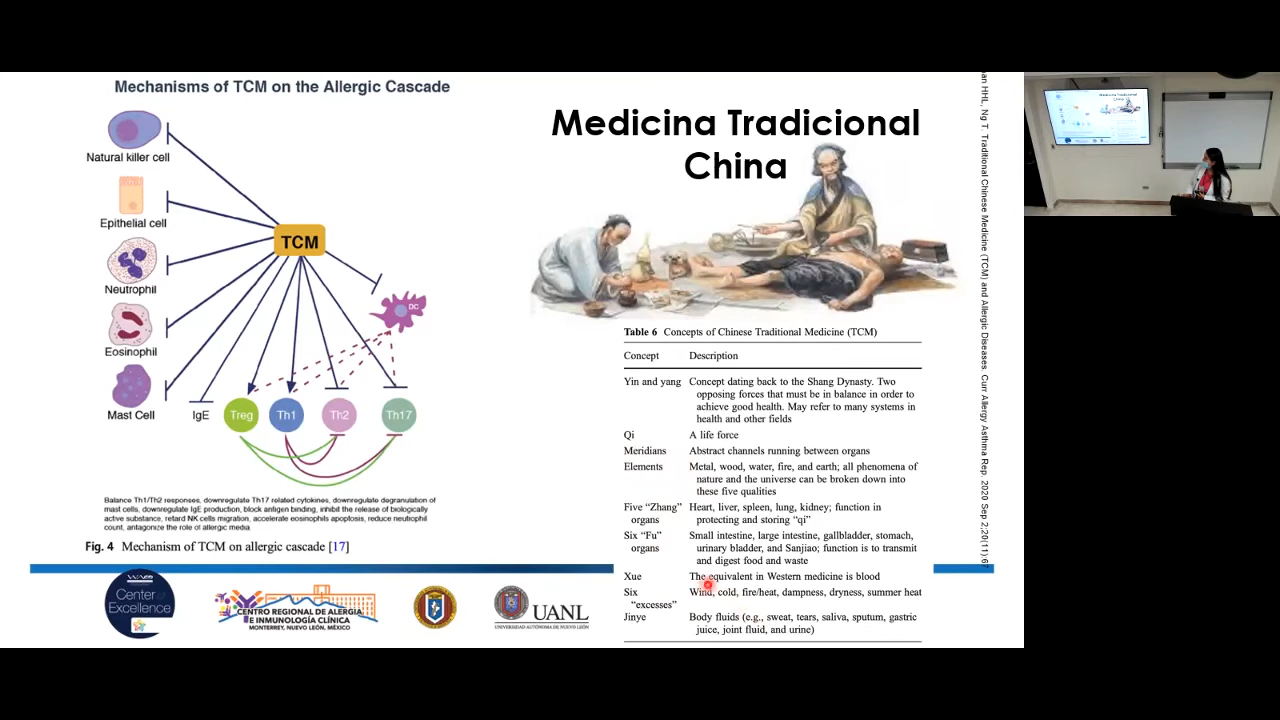 Mechanisms of TCM on the Allergic Cascade
Natural killer cell
Epithelial cell
Neutrophil
Eosinophil
Mast Cell
TCM
DC
IgE
Treg
Th1
Th2
Th17
Balance Th1/Th2 responses, downregulate Th17 related cytokines, downregulate degranulation of
mast cells, downregulate IgE production, block antigen binding, inhibit the release of biologically
active substance, retard NK cells migration, accelerate eosinophils apoptosis, reduce neutrophil
count, antagonize the role of allergic media
Fig. 4 Mechanism of TCM on allergic cascade [17]
Medicina Tradicional
China
Table 6 Concepts of Chinese Traditional Medicine (TCM)
Concept Description
Yin and yang Concept dating back to the Shang Dynasty. Two
opposing forces that must be in balance in order to
achieve good health. May refer to many systems in
health and other fields
Qi A life force
Meridians Abstract channels running between organs
Elements Metal, wood, water, fire, and earth; all phenomena of
nature and the universe can be broken down into
these five qualities
Five “Zhang” Heart, liver, spleen, lung, kidney; function in
organs protecting and storing “qi”
Six “Fu” Small intestine, large intestine, gallbladder, stomach,
organs urinary bladder, and Sanjiao; function is to transmit
and digest food and waste
Xue The equivalent in Western medicine is blood
Six Wind, cold, fire/heat, dampness, dryness, summer heat
“excesses”
Jinye Body fluids (e.g., sweat, tears, saliva, sputum, gastric
juice, joint fluid, and urine)
HHL, Ng T. Traditional Chinese Medicine (TCM) and Allergic Diseases. Curr Allergy Asthma Rep. 2020 Sep 2;20(11):67
Center of
Excellence
CENTRO REGIONAL DE ALERGIA
E INMUNOLOGÍA CLÍNICA
MONTERREY, NUEVO LEÓN, MÉXICO
UANL
UNIVERSIDAD AUTÓNOMA DE NUEVO LEÓN
Medicina Tradicional
China